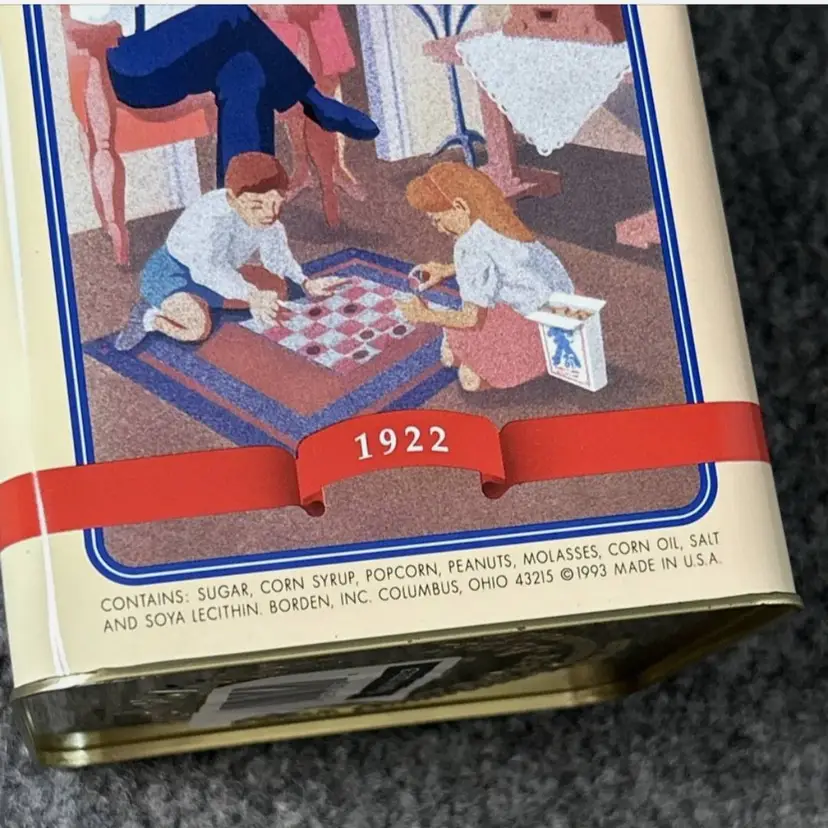 1922
CONTAINS: SUGAR, CORN SYRUP, POPCORN, PEANUTS, MOLASSES, CORN OIL, SALT
AND SOYA LECITHIN. BORDEN, INC. COLUMBUS, OHIO 43215 ©1993 MADE IN U.S.A.